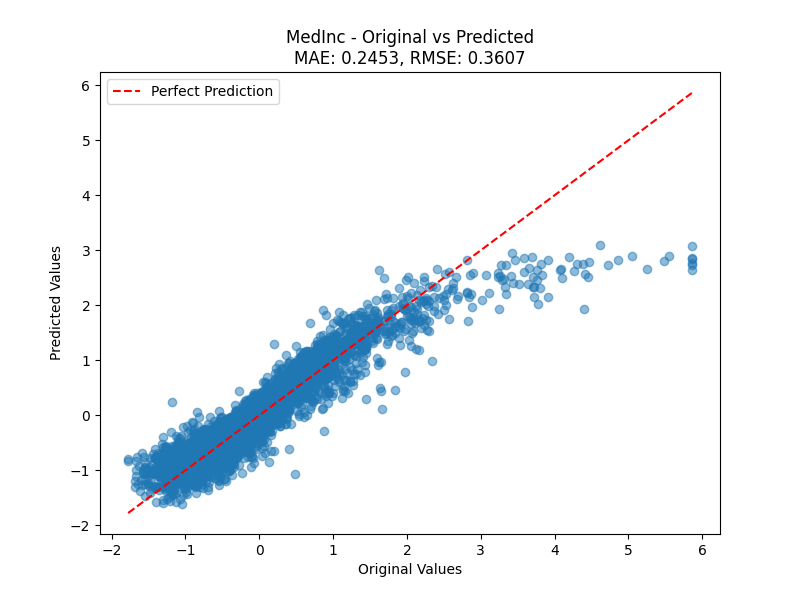 MedInc - Original vs Predicted
MAE: 0.2453, RMSE: 0.3607
Perfect Prediction
6
5
4
3
2
1
0
−1
−2
Predicted Values
−2 −1 0 1 2 3 4 5 6
Original Values